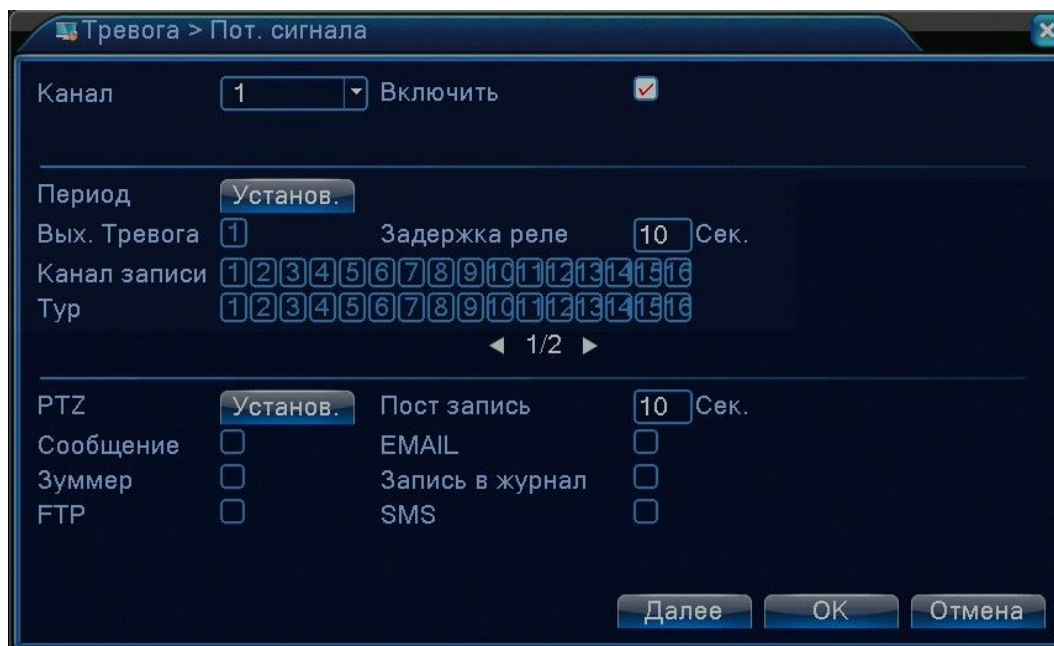 Тревога > Пот. сигнала
Канал 1 Включить
Период Установ.
Вых. Тревога 1 Задержка реле 10 Сек.
Канал записи 1 2 3 4 5 6 7 8 9 10 11 12 13 14 15 16
Тур 1 2 3 4 5 6 7 8 9 10 11 12 13 14 15 16
1/2
PTZ Установ. Пост запись 10 Сек.
Сообщение EMAIL
Зуммер Запись в журнал
FTP SMS
Далее OK Отмена